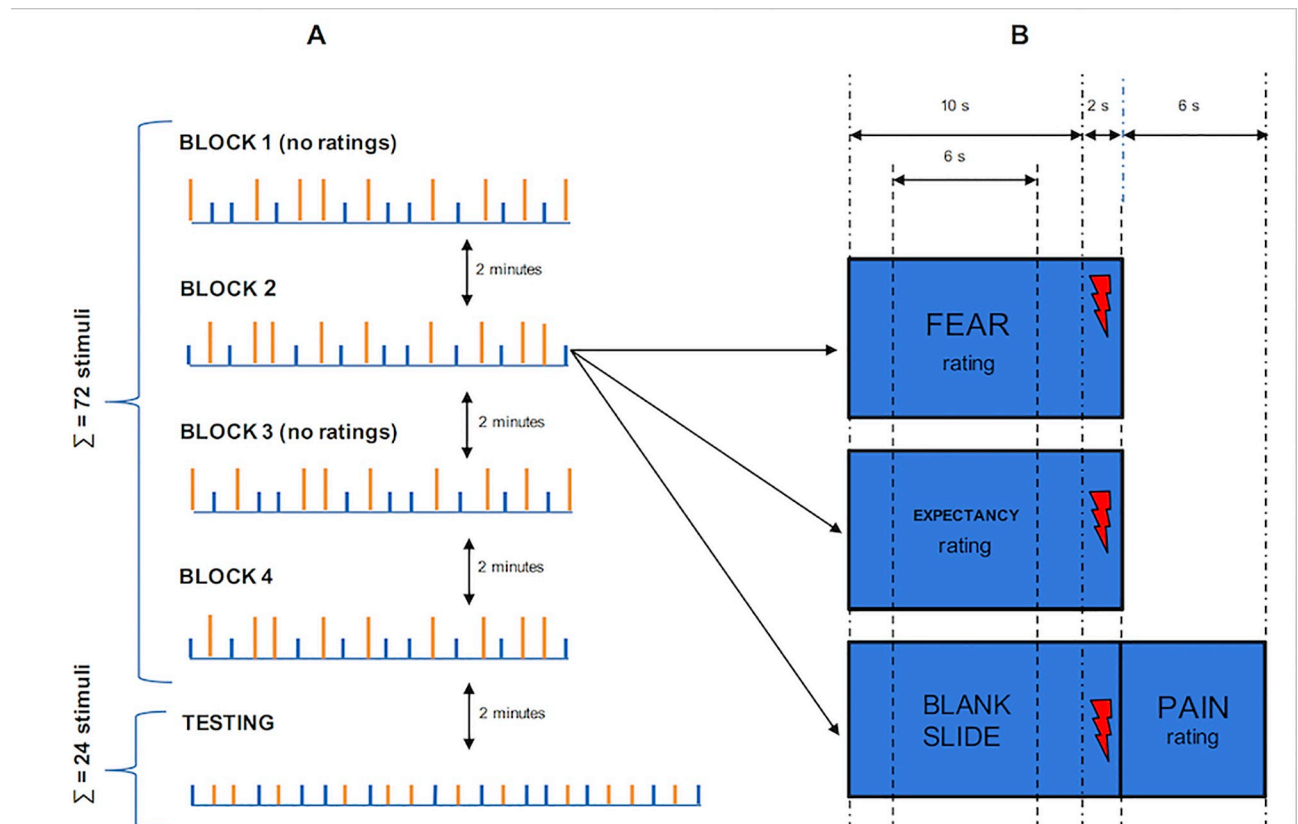 A
B
10 s
2 s
6 s
6 s
BLOCK 1 (no ratings)
2 minutes
BLOCK 2
2 minutes
BLOCK 3 (no ratings)
2 minutes
BLOCK 4
2 minutes
TESTING
∑ = 72 stimuli
∑ = 24 stimuli
FEAR
rating
EXPECTANCY
rating
BLANK
SLIDE
PAIN
rating